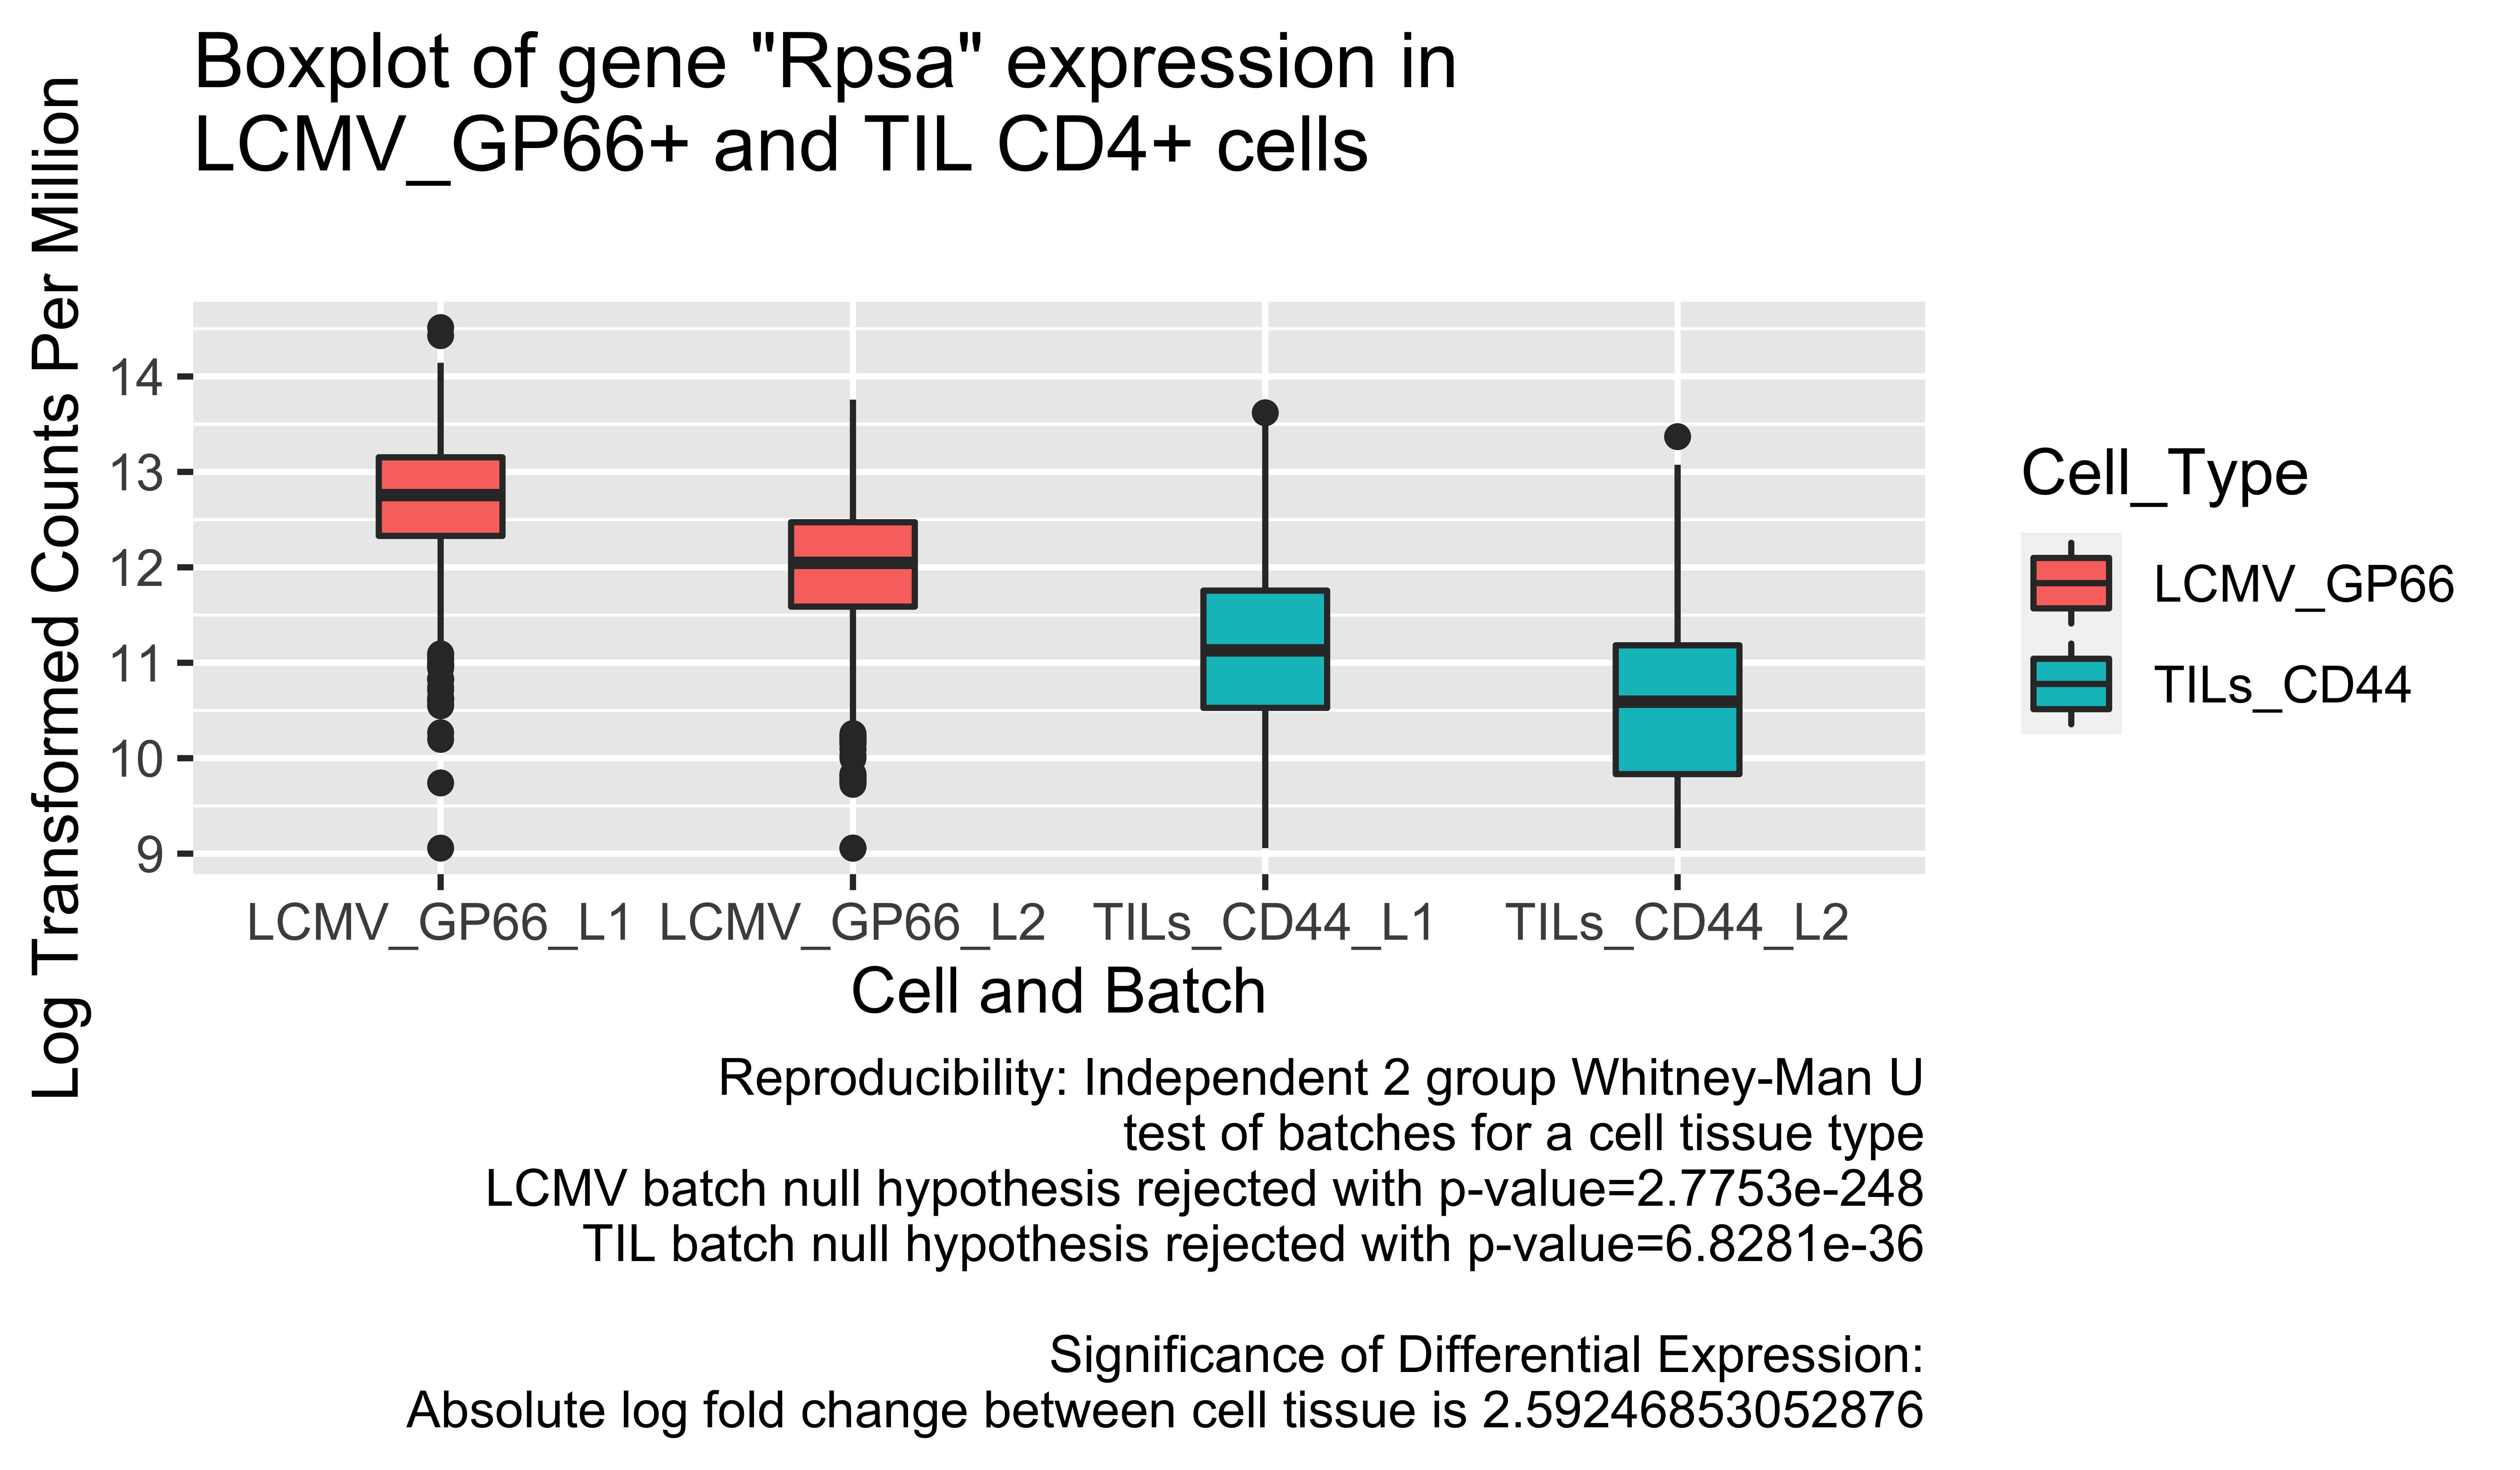 Boxplot of gene "Rpsa" expression in
LCMV_GP66+ and TIL CD4+ cells
Log Transformed Counts Per Million
14
13
12
11
10
9
LCMV_GP66_L1
LCMV_GP66_L2
TILs_CD44_L1
TILs_CD44_L2
Cell and Batch
Cell_Type
LCMV_GP66
TILs_CD44
Reproducibility: Independent 2 group Whitney-Man U
test of batches for a cell tissue type
LCMV batch null hypothesis rejected with p-value=2.7753e-248
TIL batch null hypothesis rejected with p-value=6.8281e-36
Significance of Differential Expression:
Absolute log fold change between cell tissue is 2.59246853052876